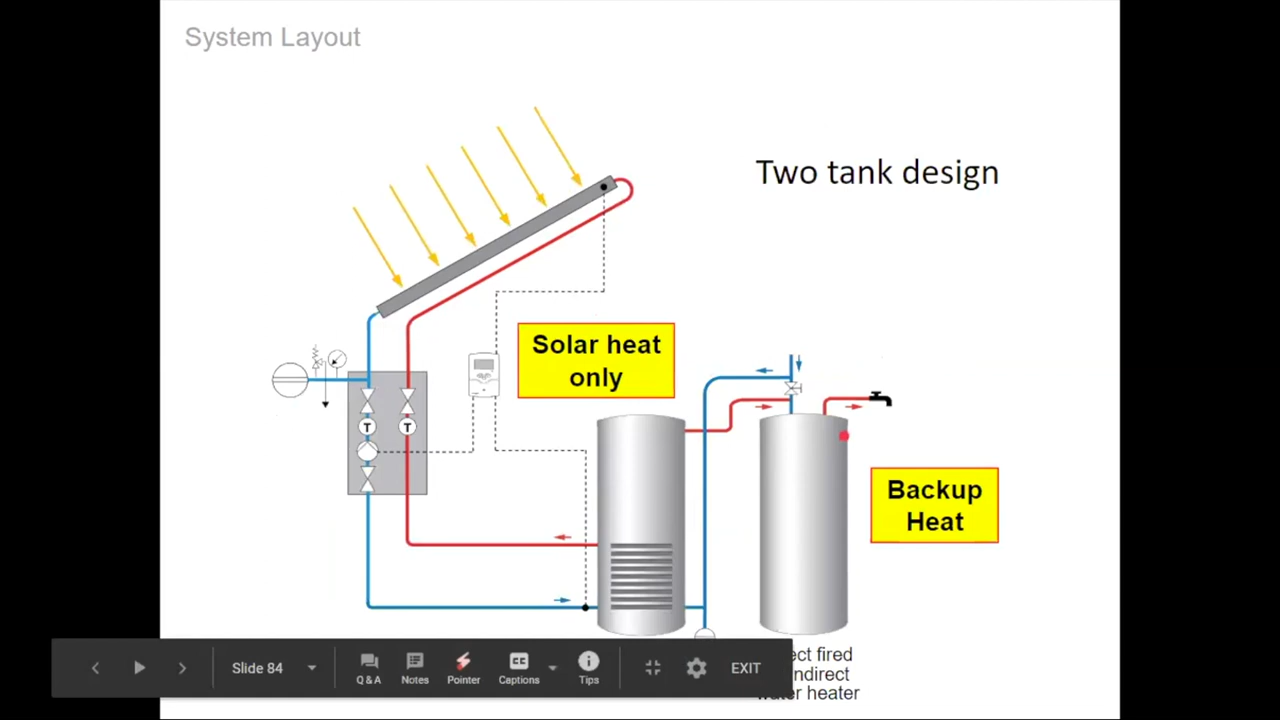 System Layout
Two tank design
Solar heat
only
T
T
Backup
Heat
ect fired
ndirect
water heater
Slide 84
Q & A
Notes
Pointer
CC
Captions
Tips
EXIT